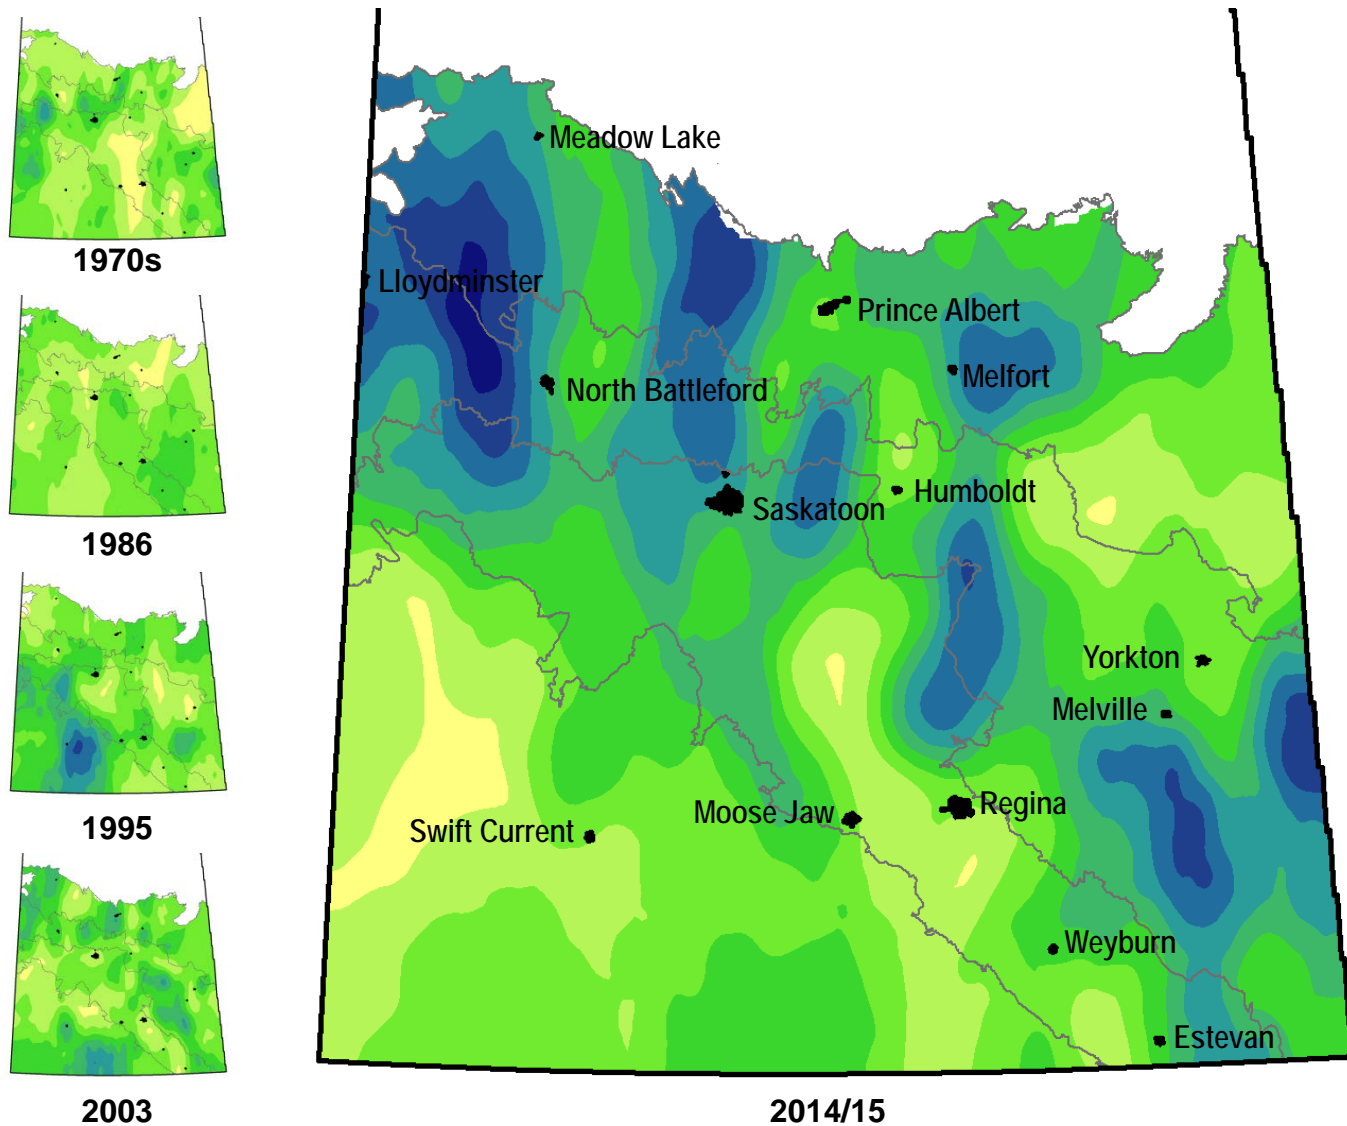 1970s
1986
1995
2003
Meadow Lake
Lloydminster
Prince Albert
North Battleford
Melfort
Saskatoon
Humboldt
Yorkton
Melville
Swift Current
Moose Jaw
Regina
Weyburn
Estevan
2014/15